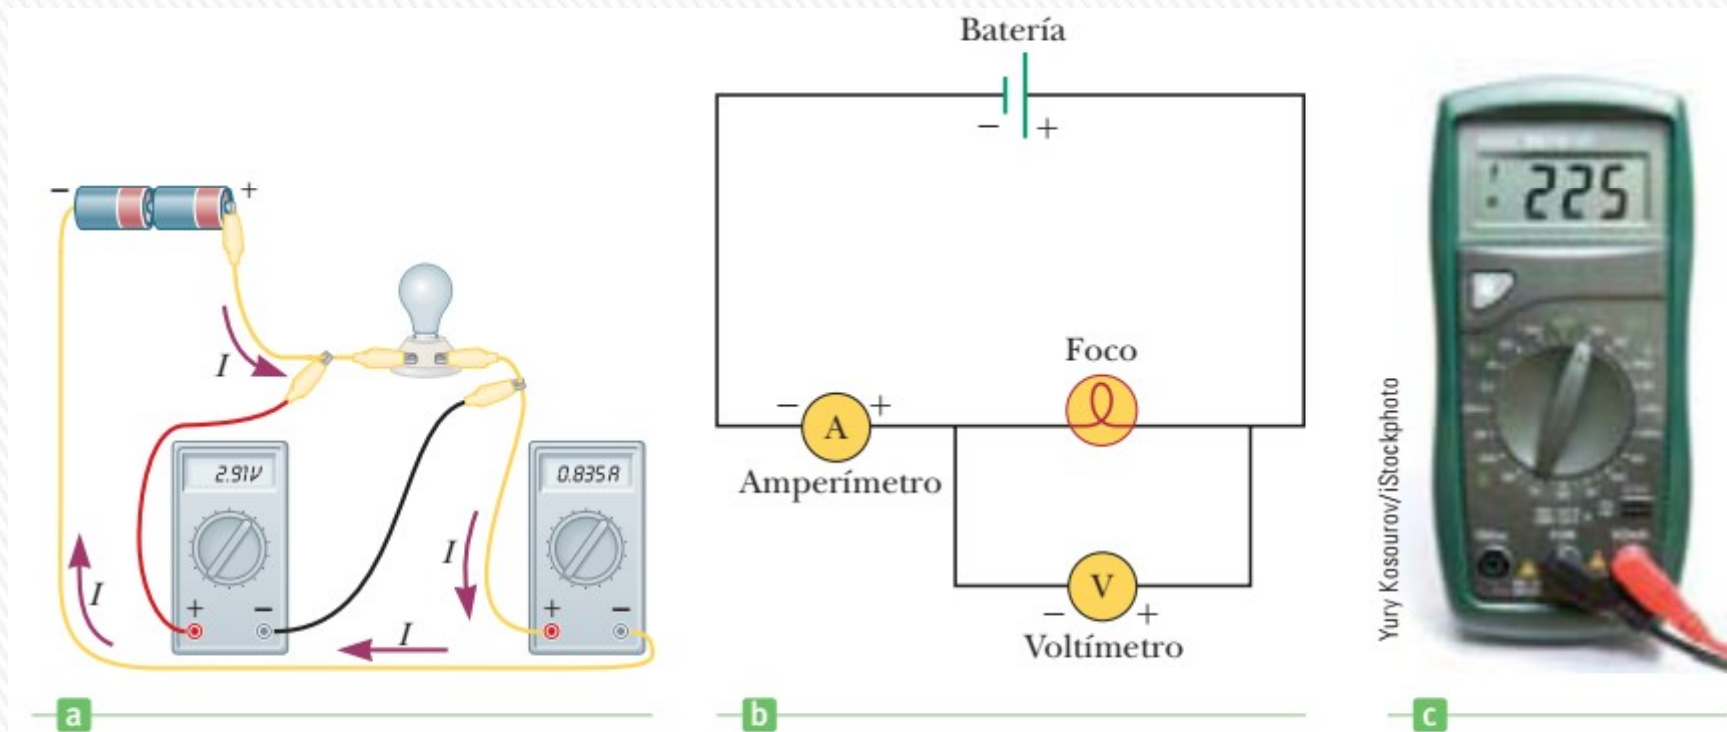 Batería
− +
− +
I
Foco
− +
A
Amperímetro
2.91V
0.835A
I
I
+ −
I
+ −
V
− +
Voltímetro
225
Yury Kosourov/iStockphoto
a
b
c